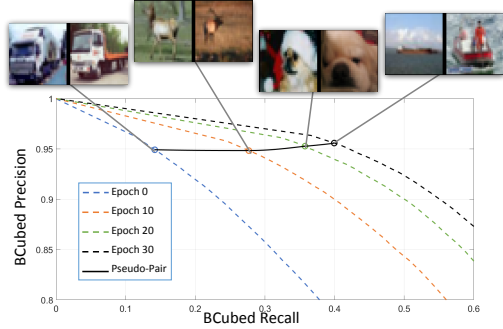 1
0.95
0.9
0.85
0.8
BCubed Precision
Epoch 0
Epoch 10
Epoch 20
Epoch 30
Pseudo-Pair
0 0.1 0.2 0.3 0.4 0.5 0.6
BCubed Recall